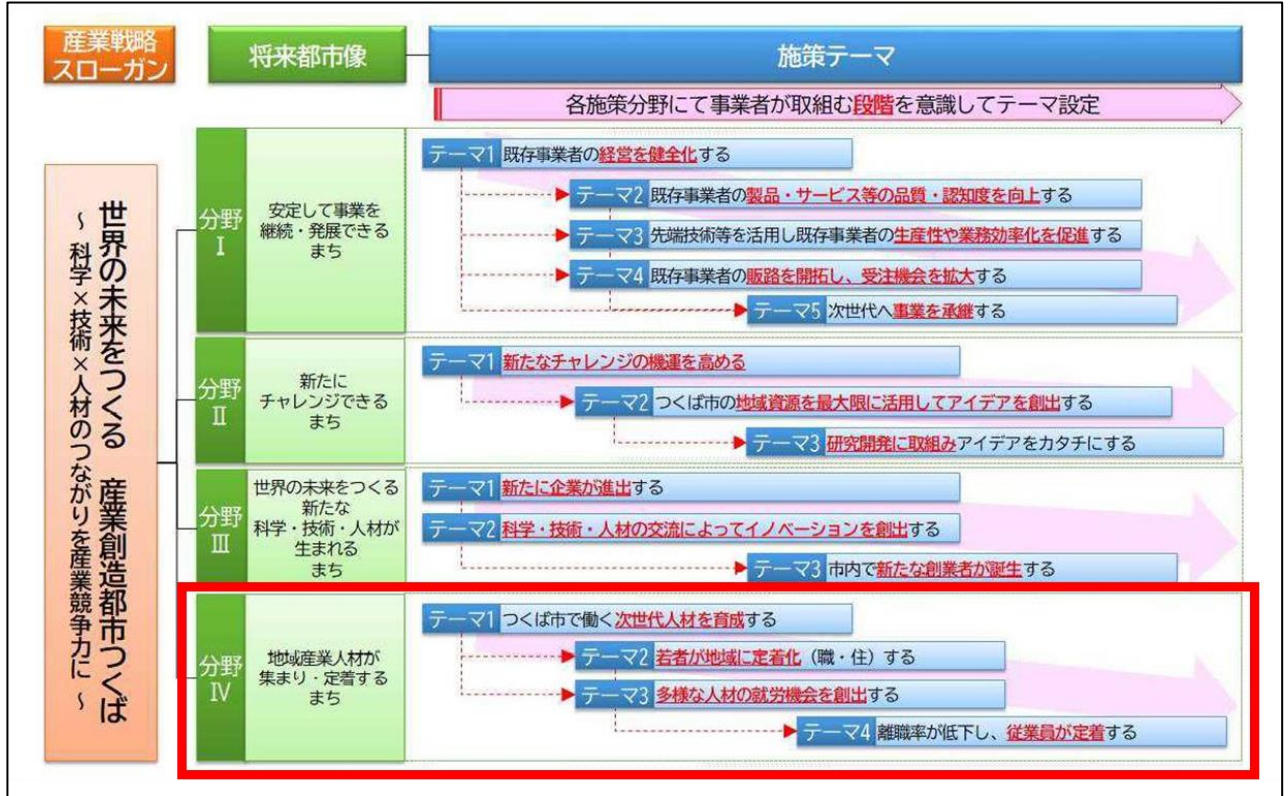 産業戦略
スローガン
将来都市像
施策テーマ
各施策分野にて事業者が取組む段階を意識してテーマ設定
世界の未来をつくる　産業創造都市つくば
～ 科学×技術×人材のつながりを産業競争力に ～
分野
Ⅰ
安定して事業を
継続・発展できる
まち
テーマ1 既存事業者の経営を健全化する
テーマ2 既存事業者の製品・サービス等の品質・認知度を向上する
テーマ3 先端技術等を活用し既存事業者の生産性や業務効率化を促進する
テーマ4 既存事業者の販路を開拓し、受注機会を拡大する
テーマ5 次世代へ事業を承継する
分野
Ⅱ
新たに
チャレンジできる
まち
テーマ1 新たなチャレンジの機運を高める
テーマ2 つくば市の地域資源を最大限に活用してアイデアを創出する
テーマ3 研究開発に取組みアイデアをカタチにする
分野
Ⅲ
世界の未来をつくる
新たな
科学・技術・人材が
生まれる
まち
テーマ1 新たに企業が進出する
テーマ2 科学・技術・人材の交流によってイノベーションを創出する
テーマ3 市内で新たな創業者が誕生する
分野
Ⅳ
地域産業人材が
集まり・定着する
まち
テーマ1 つくば市で働く次世代人材を育成する
テーマ2 若者が地域に定着化（職・住）する
テーマ3 多様な人材の就労機会を創出する
テーマ4 離職率が低下し、従業員が定着する